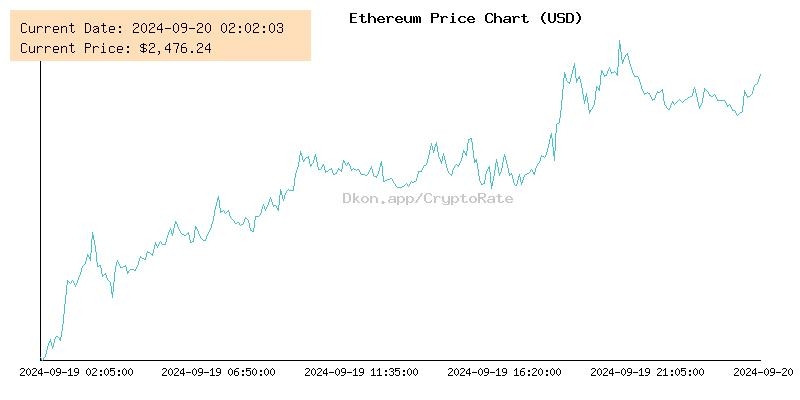 Ethereum Price Chart (USD)
Current Date: 2024-09-20 02:02:03
Current Price: $2,476.24
Dkon.app/CryptoRate
2024-09-19 02:05:00 2024-09-19 06:50:00 2024-09-19 11:35:00 2024-09-19 16:20:00 2024-09-19 21:05:00 2024-09-20